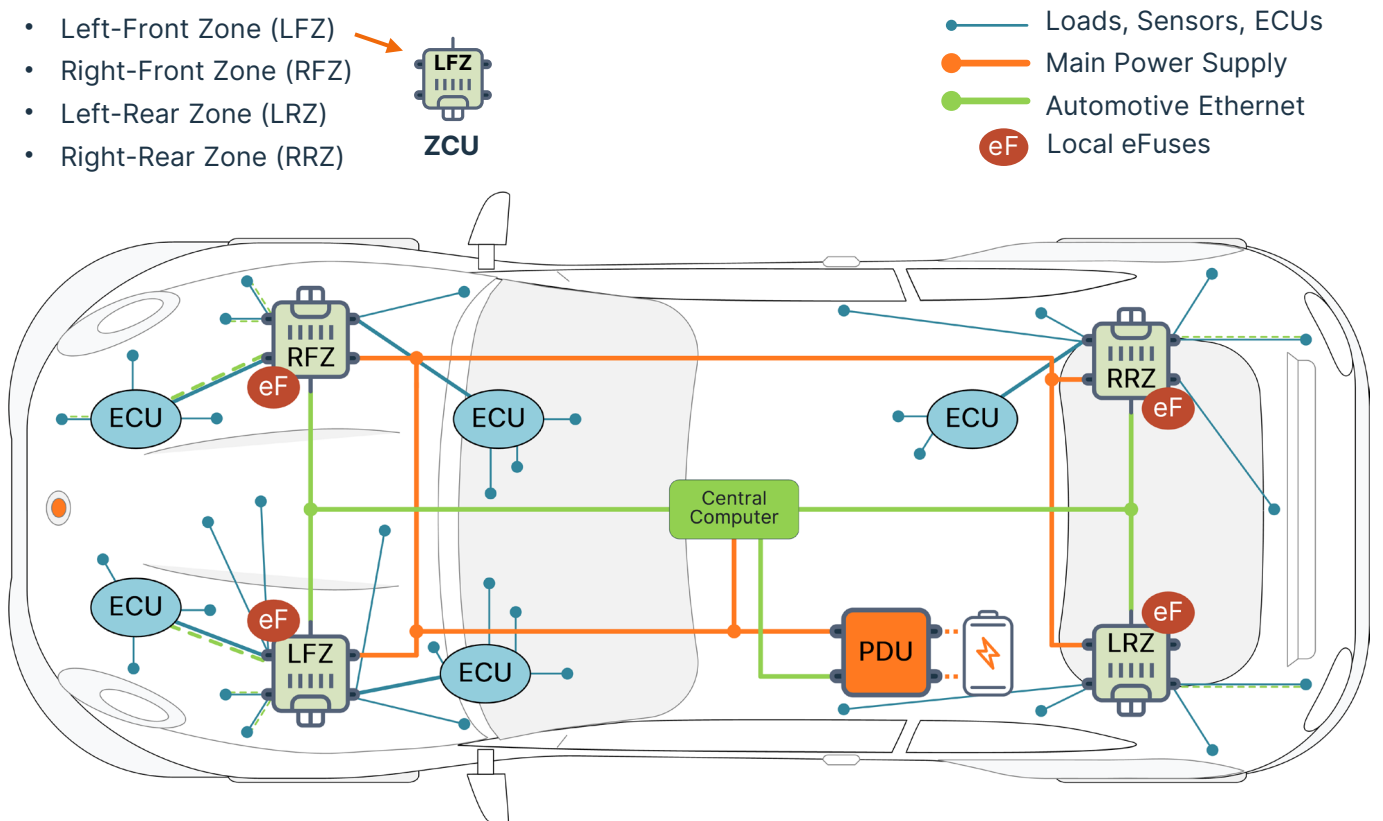 • Left-Front Zone (LFZ)
• Right-Front Zone (RFZ)
• Left-Rear Zone (LRZ)
• Right-Rear Zone (RRZ)
LFZ
ZCU
Loads, Sensors, ECUs
Main Power Supply
Automotive Ethernet
eF Local eFuses
RFZ
eF
ECU
ECU
ECU
RRZ
eF
Central
Computer
ECU
eF
LFZ
ECU
PDU
eF
LRZ